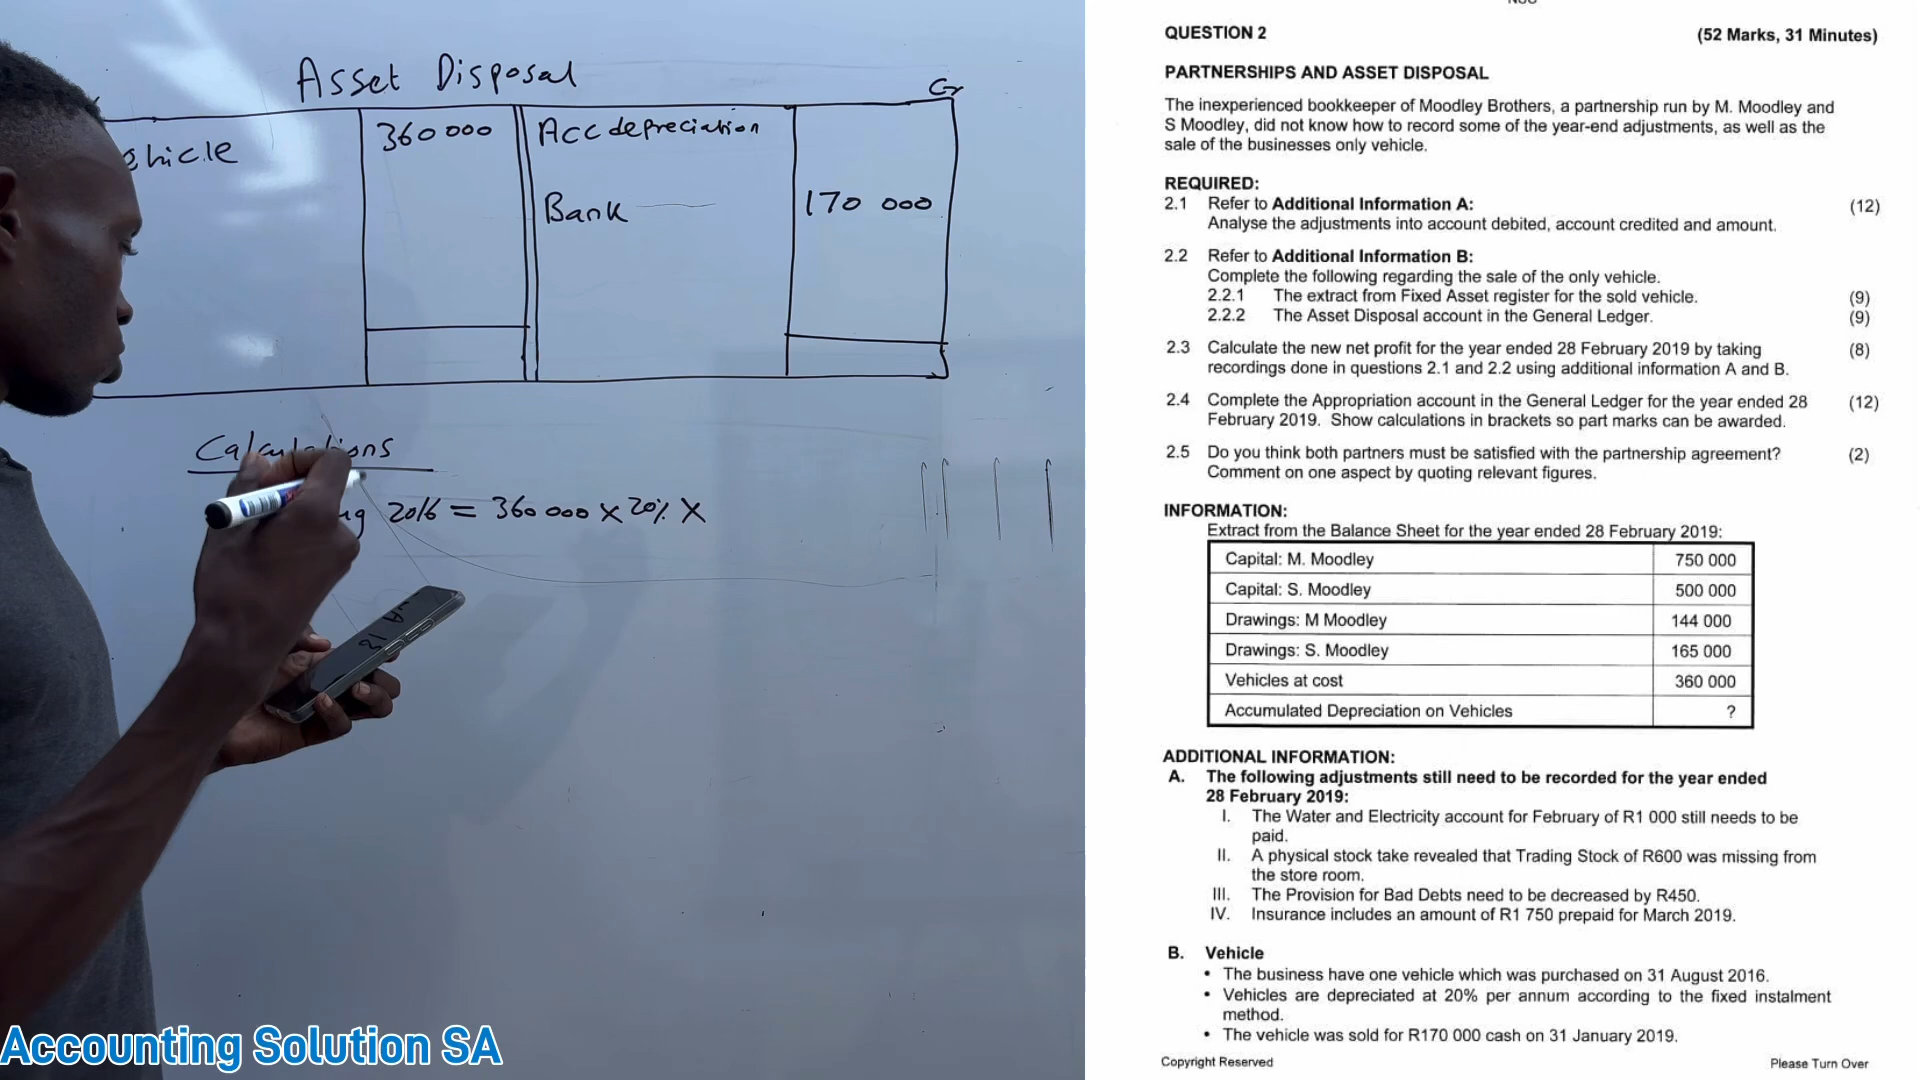 Asset Disposal
Cr
ehicle 360 000 Acc depreciation
Bank 170 000
Calculations
2016 = 360 000 x 20% x
Accounting Solution SA
QUESTION 2 (52 Marks, 31 Minutes)
PARTNERSHIPS AND ASSET DISPOSAL
The inexperienced bookkeeper of Moodley Brothers, a partnership run by M. Moodley and
S Moodley, did not know how to record some of the year-end adjustments, as well as the
sale of the businesses only vehicle.
REQUIRED:
2.1 Refer to Additional Information A: (12)
Analyse the adjustments into account debited, account credited and amount.
2.2 Refer to Additional Information B:
Complete the following regarding the sale of the only vehicle.
2.2.1 The extract from Fixed Asset register for the sold vehicle. (9)
2.2.2 The Asset Disposal account in the General Ledger. (9)
2.3 Calculate the new net profit for the year ended 28 February 2019 by taking (8)
recordings done in questions 2.1 and 2.2 using additional information A and B.
2.4 Complete the Appropriation account in the General Ledger for the year ended 28 (12)
February 2019. Show calculations in brackets so part marks can be awarded.
2.5 Do you think both partners must be satisfied with the partnership agreement? (2)
Comment on one aspect by quoting relevant figures.
INFORMATION:
Extract from the Balance Sheet for the year ended 28 February 2019:
Capital: M. Moodley 750 000
Capital: S. Moodley 500 000
Drawings: M Moodley 144 000
Drawings: S. Moodley 165 000
Vehicles at cost 360 000
Accumulated Depreciation on Vehicles ?
ADDITIONAL INFORMATION:
A. The following adjustments still need to be recorded for the year ended
28 February 2019:
I. The Water and Electricity account for February of R1 000 still needs to be
paid.
II. A physical stock take revealed that Trading Stock of R600 was missing from
the store room.
III. The Provision for Bad Debts need to be decreased by R450.
IV. Insurance includes an amount of R1 750 prepaid for March 2019.
B. Vehicle
• The business have one vehicle which was purchased on 31 August 2016.
• Vehicles are depreciated at 20% per annum according to the fixed instalment
method.
• The vehicle was sold for R170 000 cash on 31 January 2019.
Copyright Reserved Please Turn Over